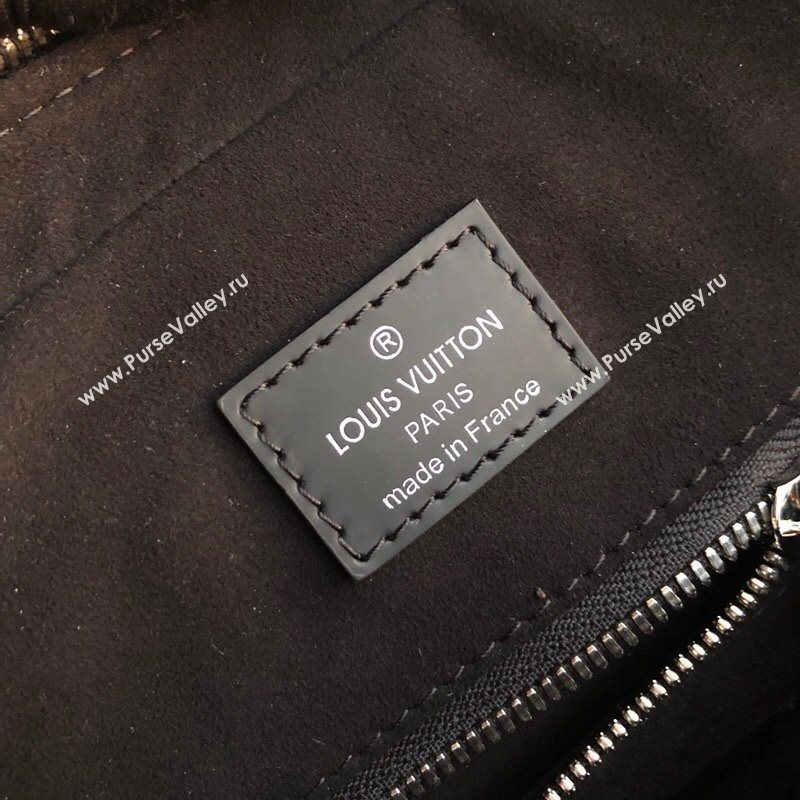 ®
LOUIS VUITTON
PARIS
made in France
www.PurseValley.ru
www.PurseValley.ru